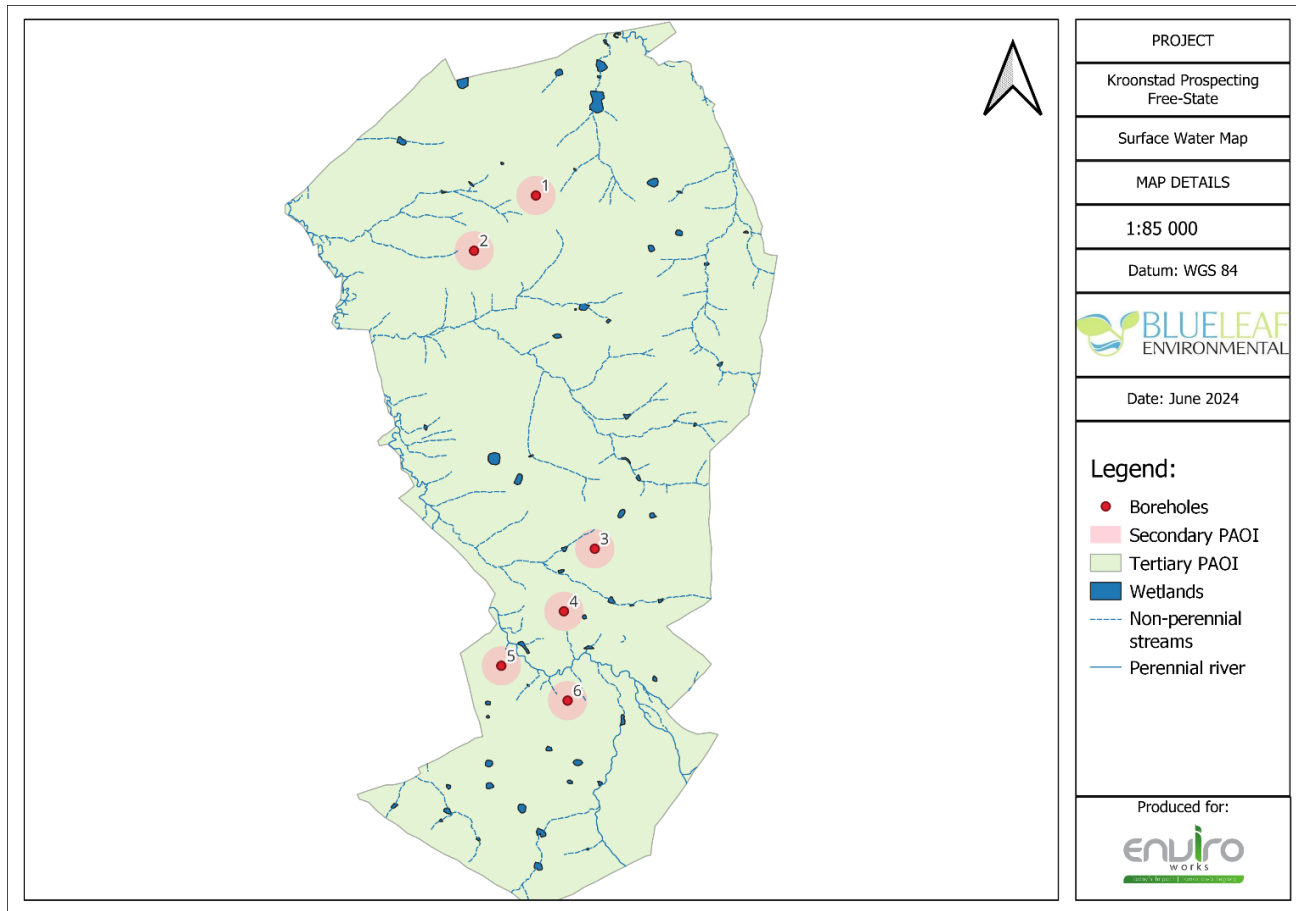 1
2
3
4
5
6
PROJECT
Kroonstad Prospecting
Free-State
Surface Water Map
MAP DETAILS
1:85 000
Datum: WGS 84
BLUELEAF
ENVIRONMENTAL
Date: June 2024
Legend:
Boreholes
Secondary PAOI
Tertiary PAOI
Wetlands
Non-perennial
streams
Perennial river
Produced for:
enviro
works